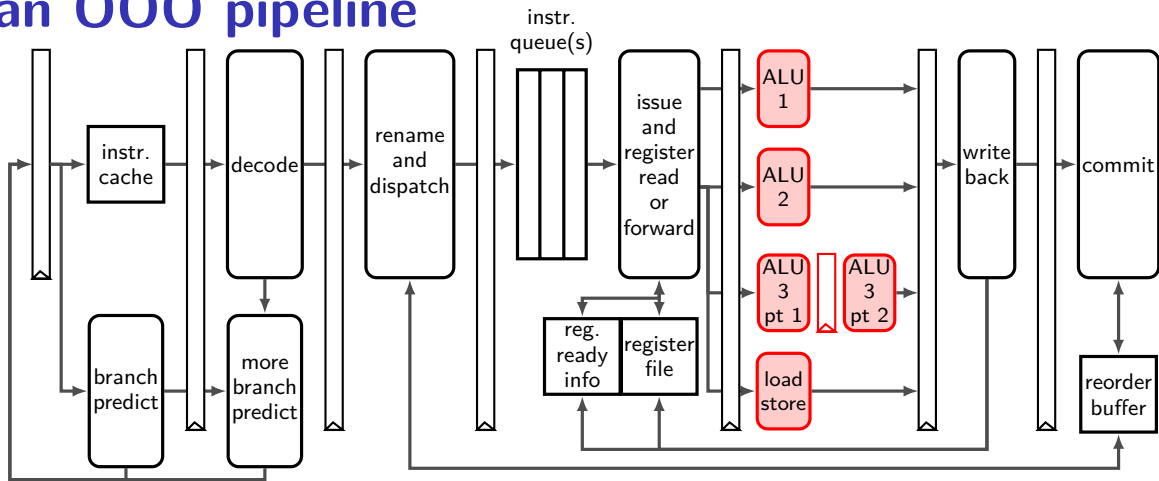 an OOO pipeline
instr.
queue(s)
instr.
cache
decode
rename
and
dispatch
issue
and
register
read
or
forward
ALU
1
ALU
2
ALU
3
pt 1
ALU
3
pt 2
load
store
write
back
commit
branch
predict
more
branch
predict
reg.
ready
info
register
file
reorder
buffer